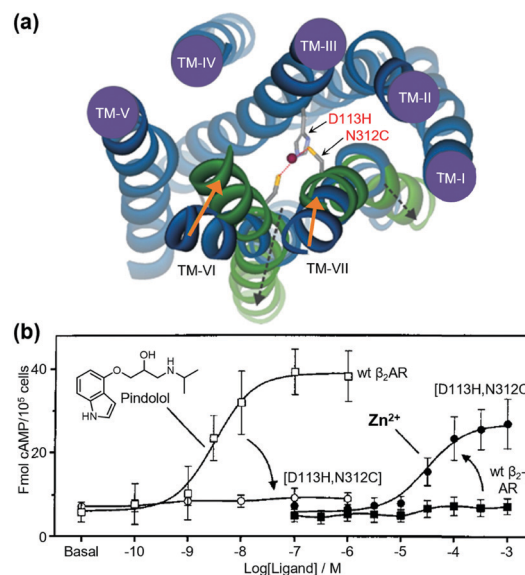 (a)
TM-III
TM-IV
TM-II
TM-V
D113H
N312C
TM-I
TM-VI
TM-VII
(b)
Fmol cAMP/10⁵ cells
40
20
0
OH
O
H
N
N
H
Pindolol
wt β₂AR
[D113H,N312C]
Zn²⁺
[D113H,N312C]
wt β₂-
AR
Basal -10 -9 -8 -7 -6 -5 -4 -3
Log[Ligand] / M